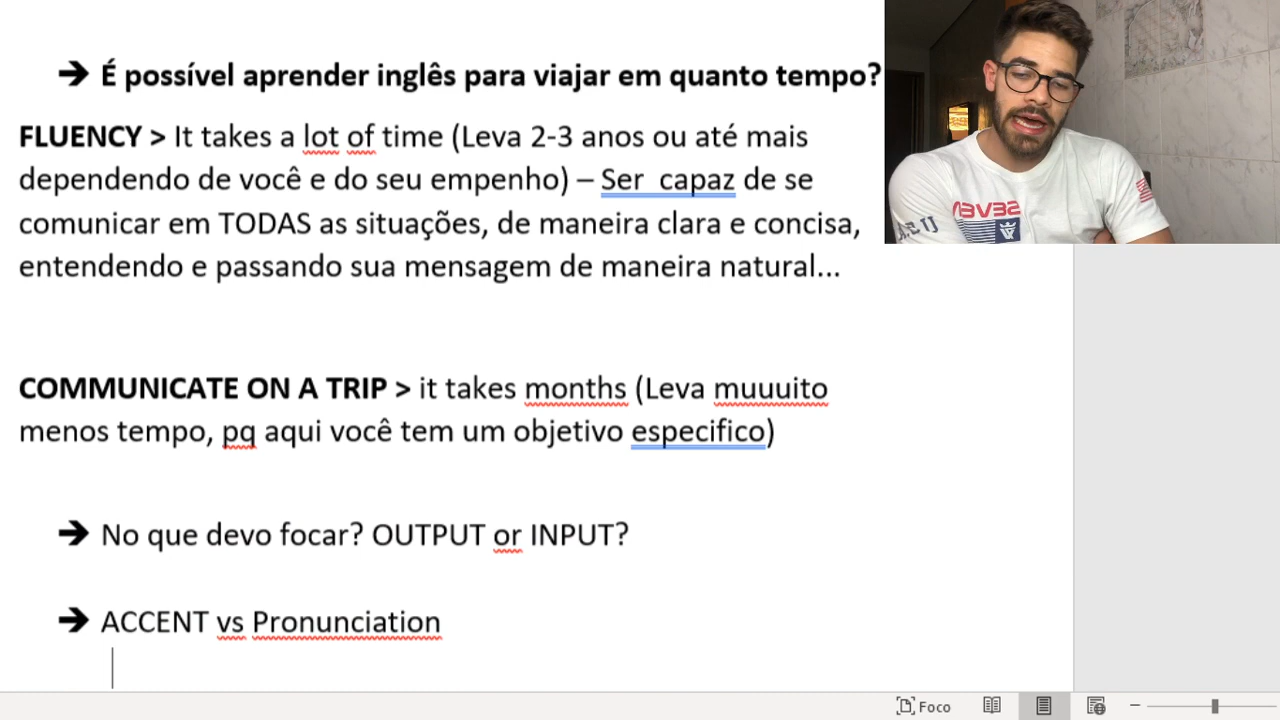 ➔ É possível aprender inglês para viajar em quanto tempo?
FLUENCY > It takes a lot of time (Leva 2-3 anos ou até mais
dependendo de você e do seu empenho) – Ser capaz de se
comunicar em TODAS as situações, de maneira clara e concisa,
entendendo e passando sua mensagem de maneira natural...
COMMUNICATE ON A TRIP > it takes months (Leva muuuito
menos tempo, pq aqui você tem um objetivo especifico)
➔ No que devo focar? OUTPUT or INPUT?
➔ ACCENT vs Pronunciation
Foco